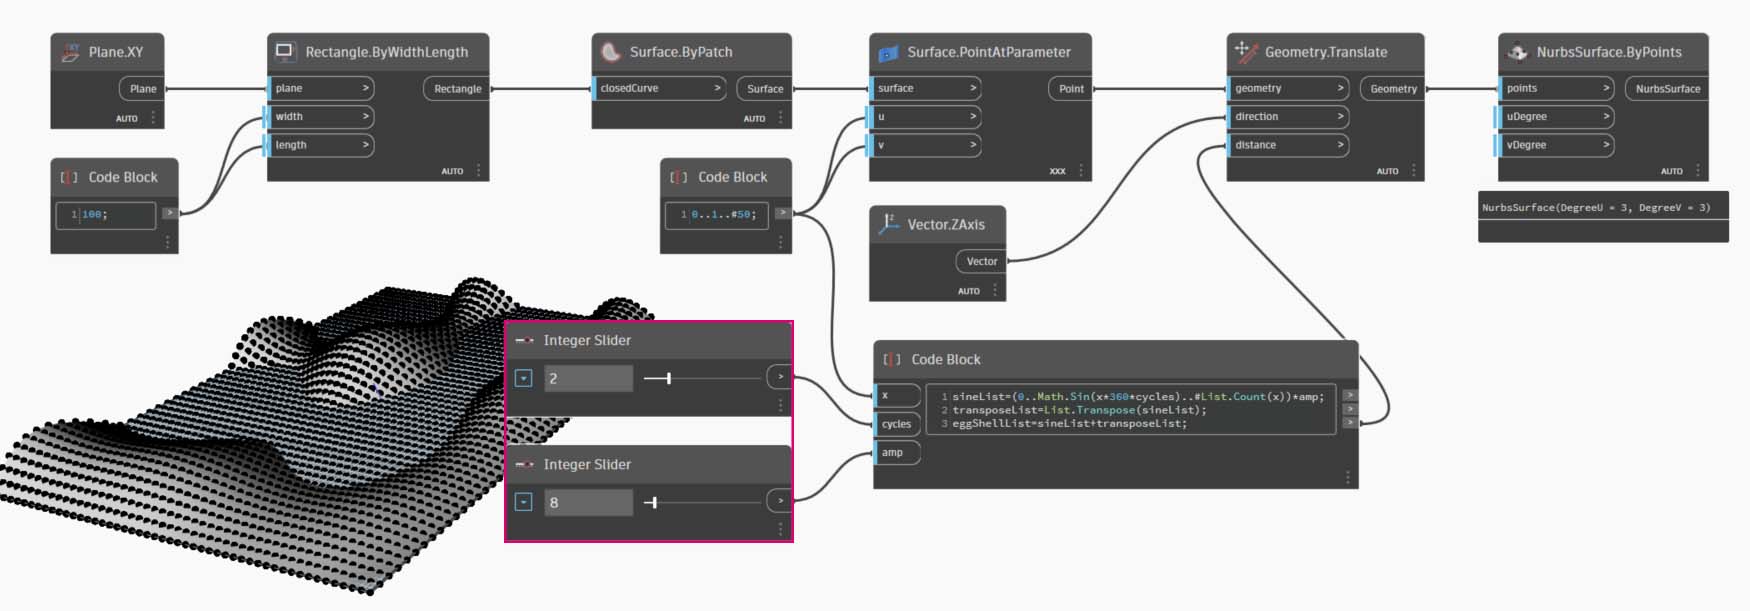 Plane.XY
Plane
AUTO
Rectangle.ByWidthLength
plane >
Rectangle
width >
length >
AUTO
Surface.ByPatch
closedCurve >
Surface
AUTO
Surface.PointAtParameter
surface >
Point
u >
v >
XXX
Geometry.Translate
geometry >
Geometry
direction >
distance >
AUTO
NurbsSurface.ByPoints
points >
NurbsSurface
uDegree >
vDegree >
AUTO
NurbsSurface(DegreeU = 3, DegreeV = 3)
Code Block
1 100;
>
Code Block
1 0..1..#50;
>
Vector.ZAxis
Vector
AUTO
Integer Slider
2
>
Integer Slider
8
>
Code Block
x
cycles
amp
1 sineList=(0..Math.Sin(x*360*cycles)..#List.Count(x))*amp;
2 transposeList=List.Transpose(sineList);
3 eggShellList=sineList+transposeList;
>
>
>